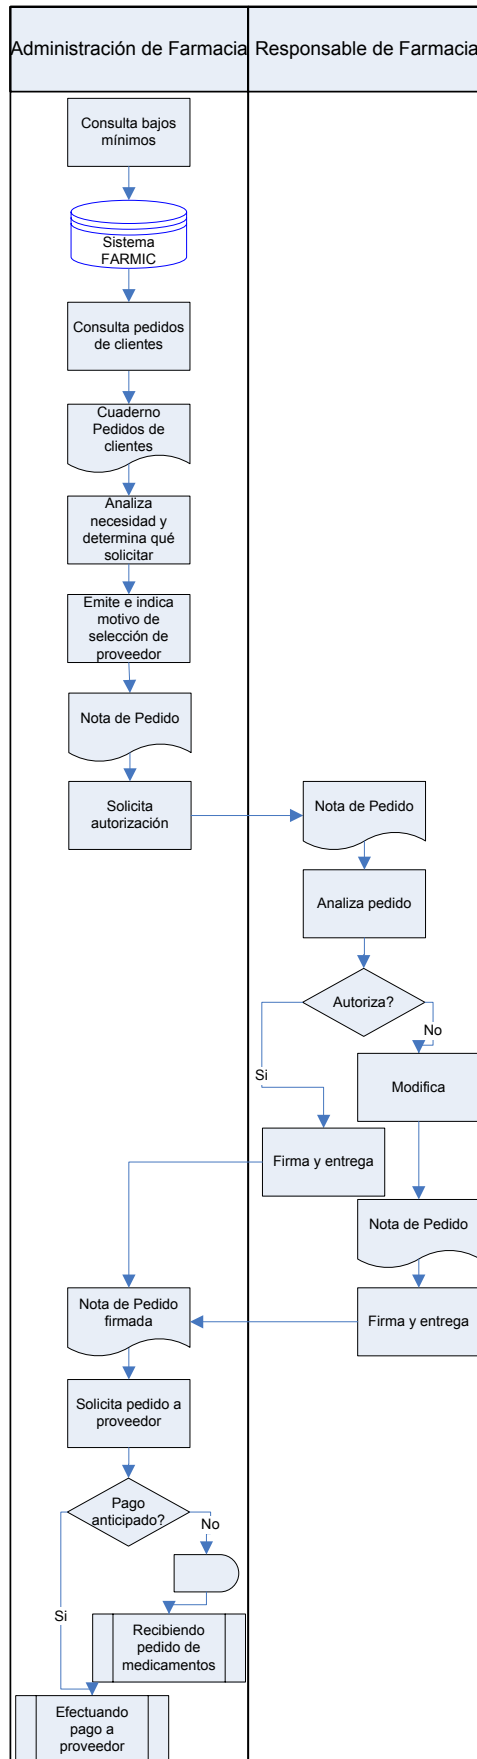 Administración de Farmacia
Responsable de Farmacia
Consulta bajos
mínimos
Sistema
FARMIC
Consulta pedidos
de clientes
Cuaderno
Pedidos de
clientes
Analiza
necesidad y
determina qué
solicitar
Emite e indica
motivo de
selección de
proveedor
Nota de Pedido
Solicita
autorización
Nota de Pedido
Analiza pedido
Autoriza?
No
Si
Modifica
Firma y entrega
Nota de Pedido
Nota de Pedido
firmada
Firma y entrega
Solicita pedido a
proveedor
Pago
anticipado?
No
Si
Recibiendo
pedido de
medicamentos
Efectuando
pago a
proveedor